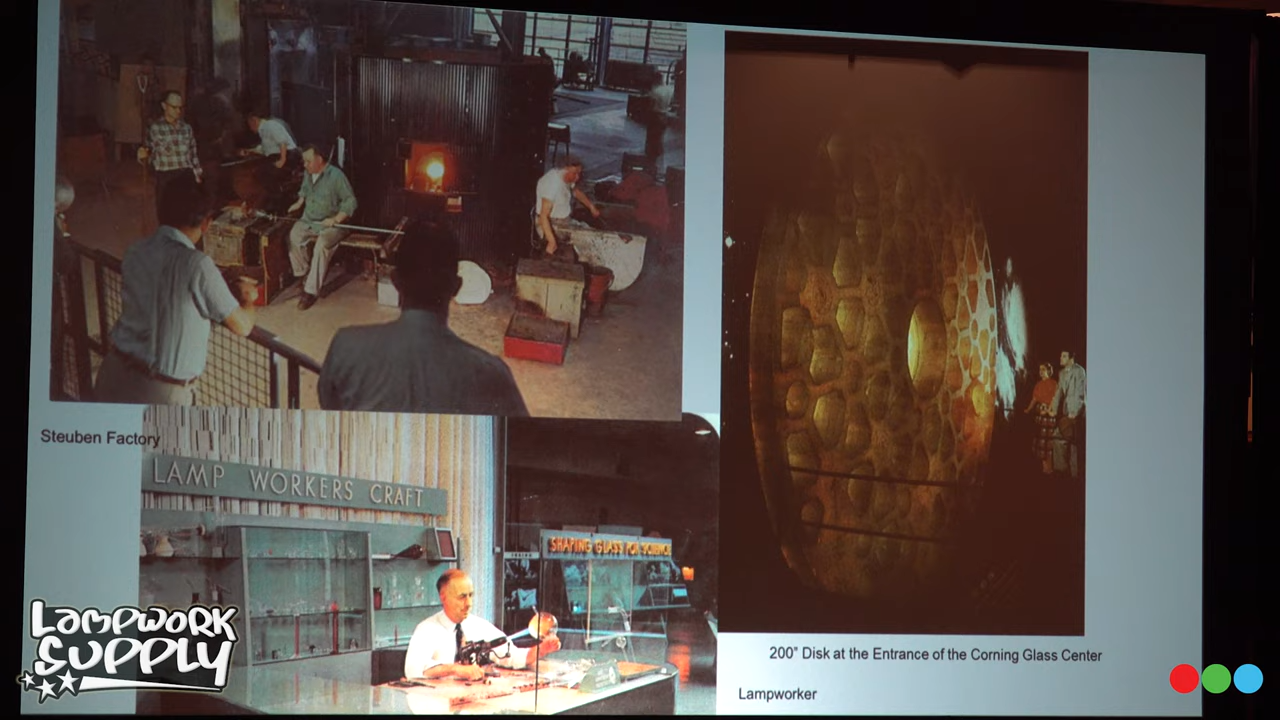 Steuben Factory
LAMP WORKERS CRAFT
SHAPING GLASS FOR SCIENCE
200" Disk at the Entrance of the Corning Glass Center
Lampworker
LAMPWORK
SUPPLY